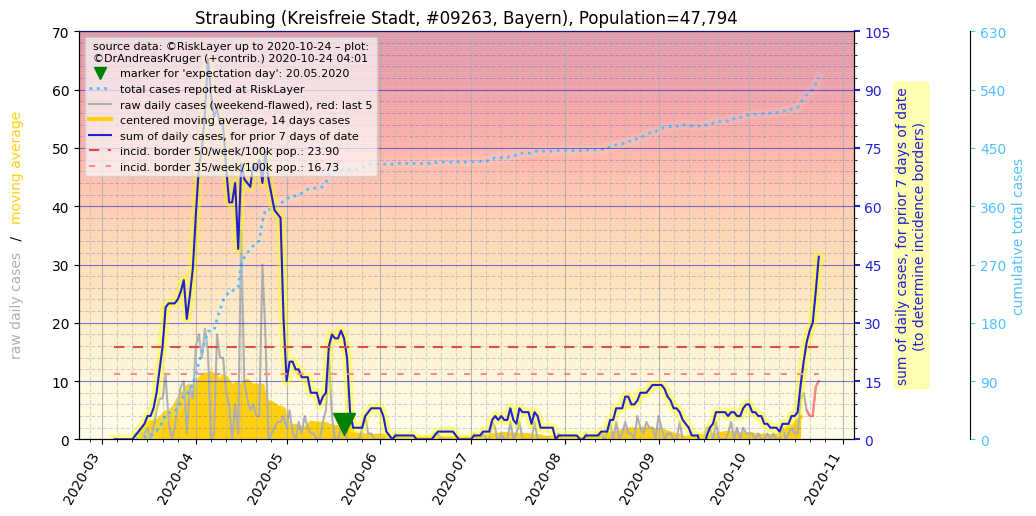 Straubing (Kreisfreie Stadt, #09263, Bayern), Population=47,794
source data: ©RiskLayer up to 2020-10-24 – plot:
©DrAndreasKruger (+contrib.) 2020-10-24 04:01
marker for 'expectation day': 20.05.2020
total cases reported at RiskLayer
raw daily cases (weekend-flawed), red: last 5
centered moving average, 14 days cases
sum of daily cases, for prior 7 days of date
incid. border 50/week/100k pop.: 23.90
incid. border 35/week/100k pop.: 16.73
raw daily cases / moving average
70
60
50
40
30
20
10
0
105
90
75
60
45
30
15
0
sum of daily cases, for prior 7 days of date
(to determine incidence borders)
630
540
450
360
270
180
90
0
cumulative total cases
2020-03
2020-04
2020-05
2020-06
2020-07
2020-08
2020-09
2020-10
2020-11